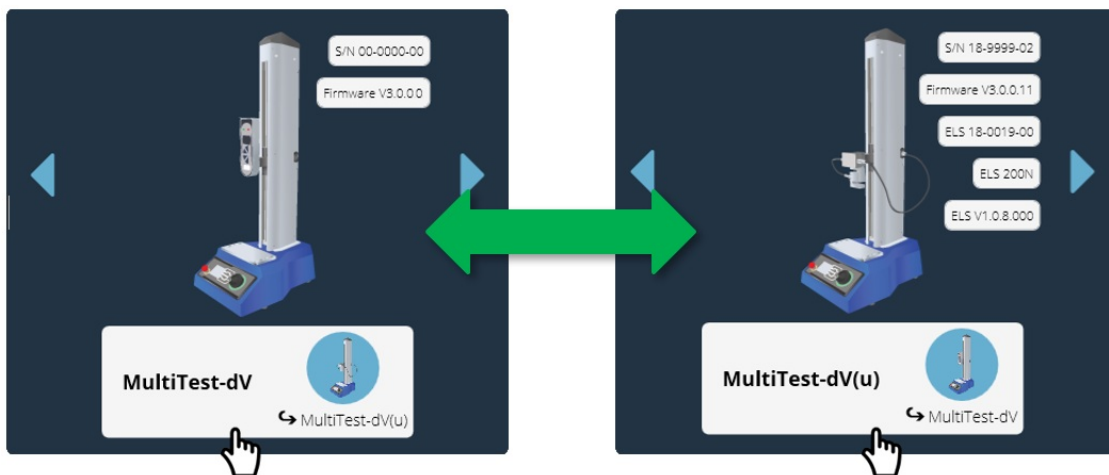 S/N 00-0000-00
Firmware V3.0.0.0
MultiTest-dV
MultiTest-dV(u)
S/N 18-9999-02
Firmware V3.0.0.11
ELS 18-0019-00
ELS 200N
ELS V1.0.8.000
MultiTest-dV(u)
MultiTest-dV